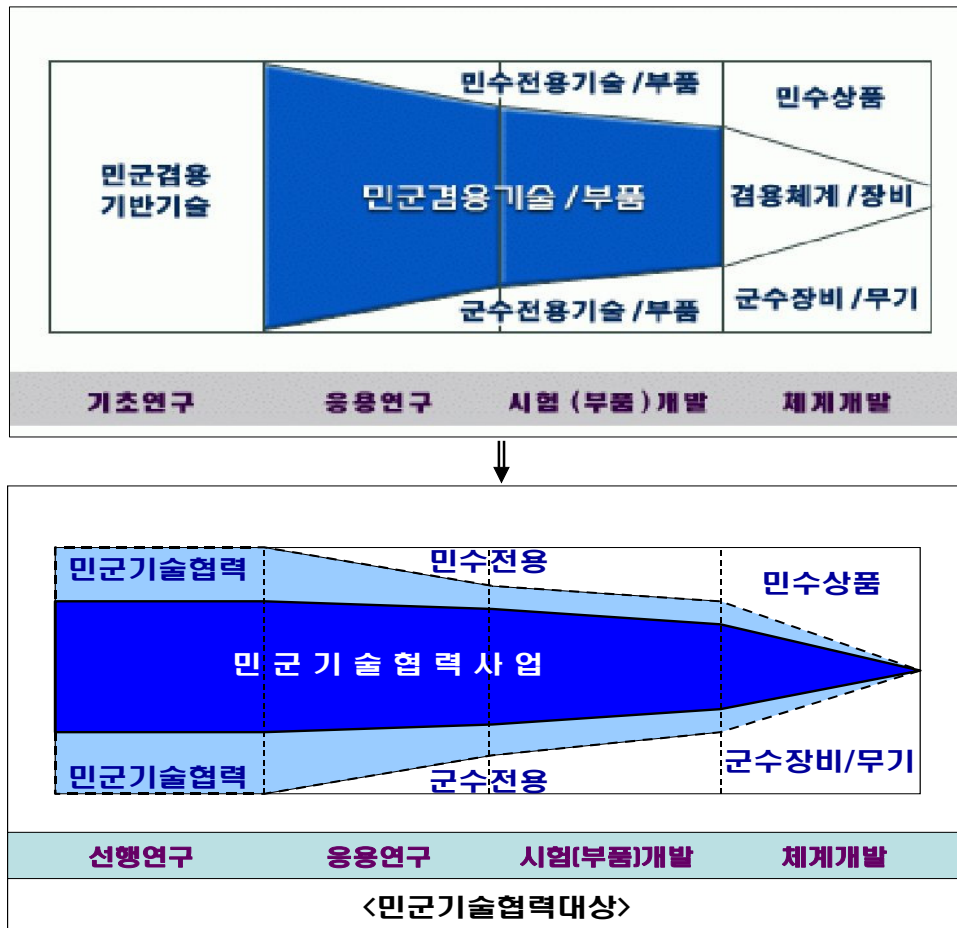 민수전용기술/부품
민수상품
민군겸용
기반기술
민군겸용기술/부품
겸용체계/장비
군수전용기술/부품
군수장비/무기
기초연구
응용연구
시험(부품)개발
체계개발
⇓
민군기술협력
민수전용
민수상품
민 군 기 술 협 력 사 업
민군기술협력
군수전용
군수장비/무기
선행연구
응용연구
시험(부품)개발
체계개발
<민군기술협력대상>